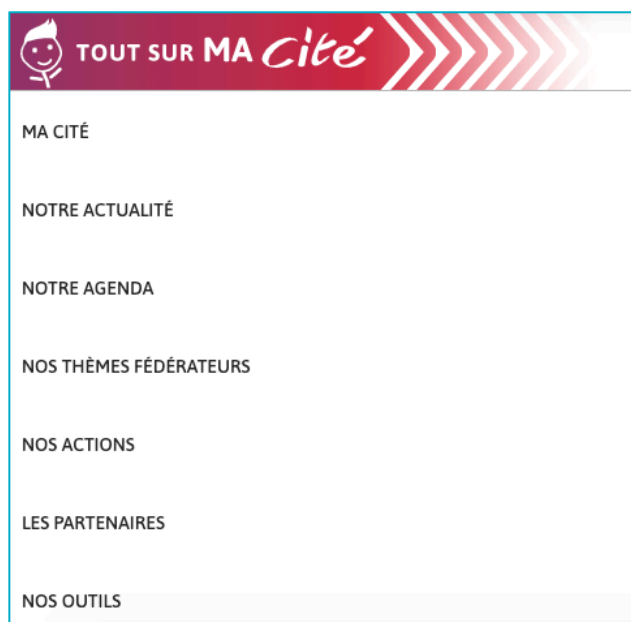 TOUT SUR MA Cité
MA CITÉ
NOTRE ACTUALITÉ
NOTRE AGENDA
NOS THÈMES FÉDÉRATEURS
NOS ACTIONS
LES PARTENAIRES
NOS OUTILS